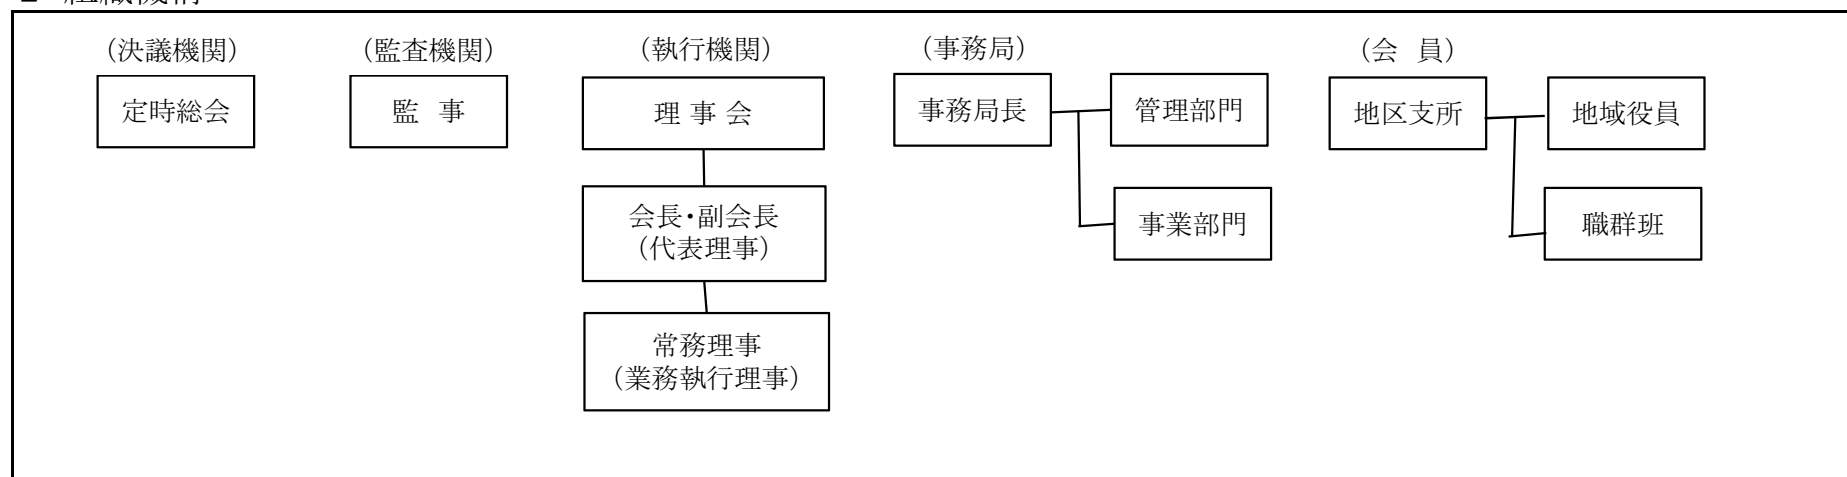 (決議機関)
(監査機関)
(執行機関)
(事務局)
(会 員)
定時総会
監 事
理 事 会
事務局長
管理部門
地区支所
地域役員
会長・副会長
(代表理事)
事業部門
職群班
常務理事
(業務執行理事)